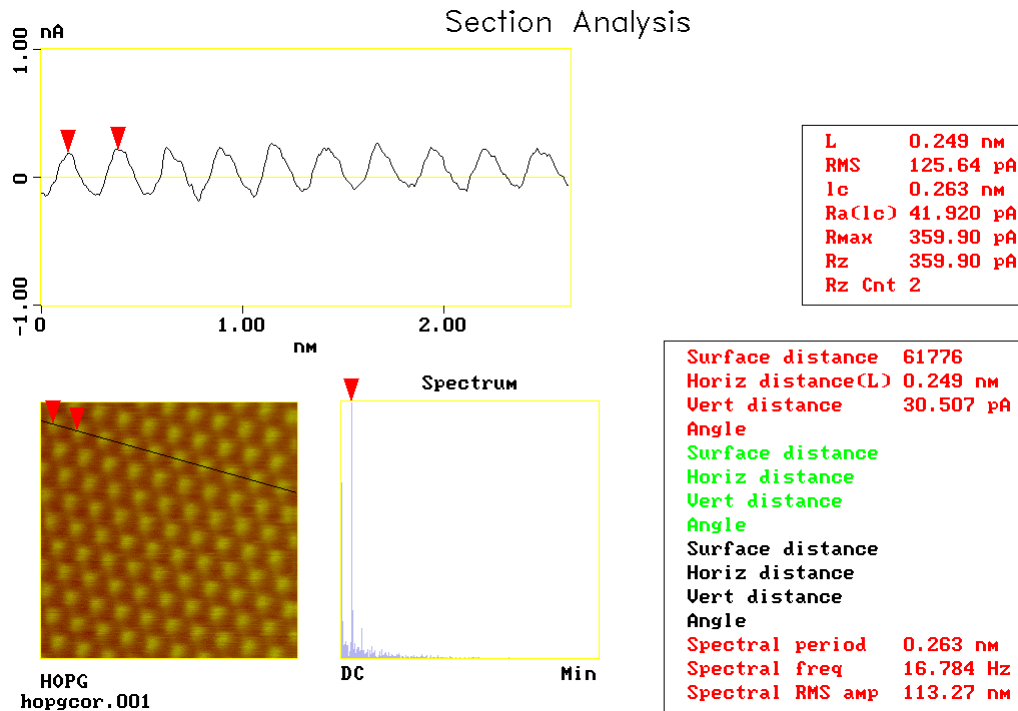 Section Analysis
nA
1.00
0
-1.00
0 1.00 2.00
nM
L 0.249 nM
RMS 125.64 pA
lc 0.263 nM
Ra(lc) 41.920 pA
RMax 359.90 pA
Rz 359.90 pA
Rz Cnt 2
Surface distance 61776
Horiz distance(L) 0.249 nM
Vert distance 30.507 pA
Angle
Surface distance
Horiz distance
Vert distance
Angle
Surface distance
Horiz distance
Vert distance
Angle
Spectral period 0.263 nM
Spectral freq 16.784 Hz
Spectral RMS amp 113.27 nM
Spectrum
DC Min
HOPG
hopgcor.001